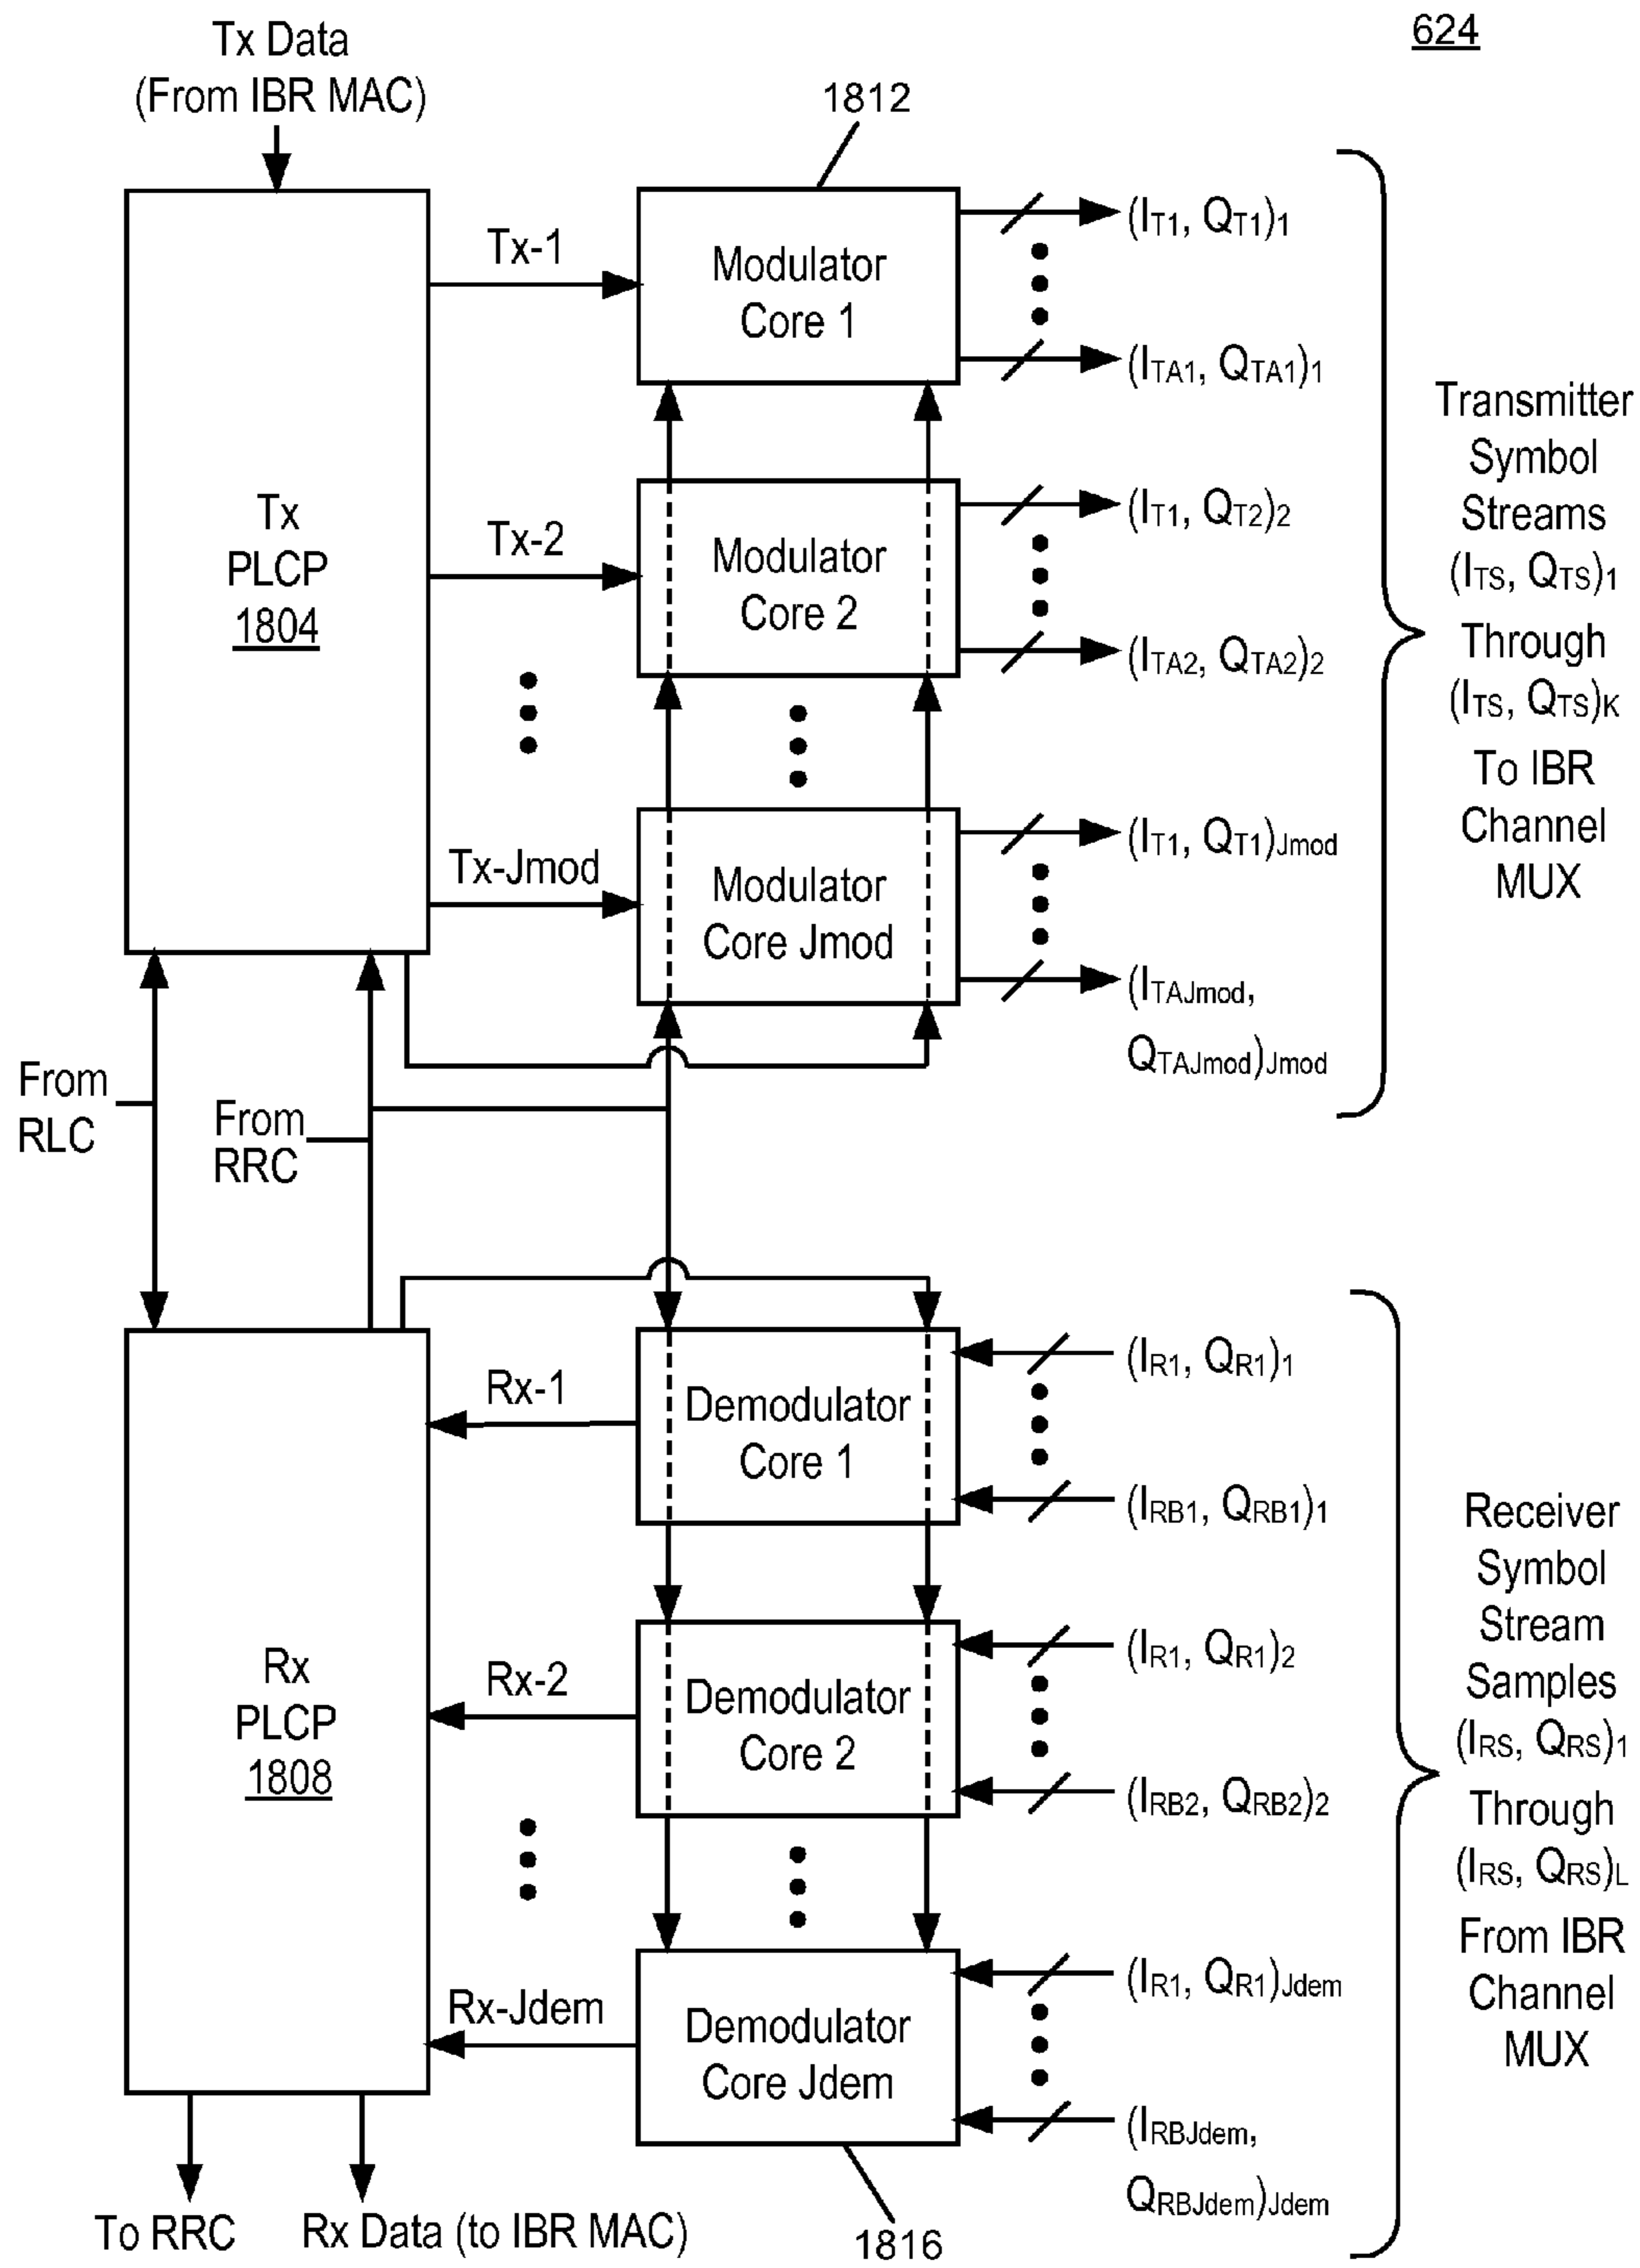 624
Tx Data
(From IBR MAC)
1812
Tx
PLCP
1804
Tx-1
Tx-2
Tx-Jmod
Modulator
Core 1
Modulator
Core 2
Modulator
Core Jmod
(IT1, QT1)1
(ITA1, QTA1)1
(IT1, QT2)2
(ITA2, QTA2)2
(IT1, QT1)Jmod
(ITAJmod,
QTAJmod)Jmod
Transmitter
Symbol
Streams
(ITS, QTS)1
Through
(ITS, QTS)K
To IBR
Channel
MUX
From
RLC
From
RRC
Rx
PLCP
1808
Rx-1
Rx-2
Rx-Jdem
Demodulator
Core 1
Demodulator
Core 2
Demodulator
Core Jdem
(IR1, QR1)1
(IRB1, QRB1)1
(IR1, QR1)2
(IRB2, QRB2)2
(IR1, QR1)Jdem
(IRBJdem,
QRBJdem)Jdem
Receiver
Symbol
Stream
Samples
(IRS, QRS)1
Through
(IRS, QRS)L
From IBR
Channel
MUX
To RRC
Rx Data (to IBR MAC)
1816